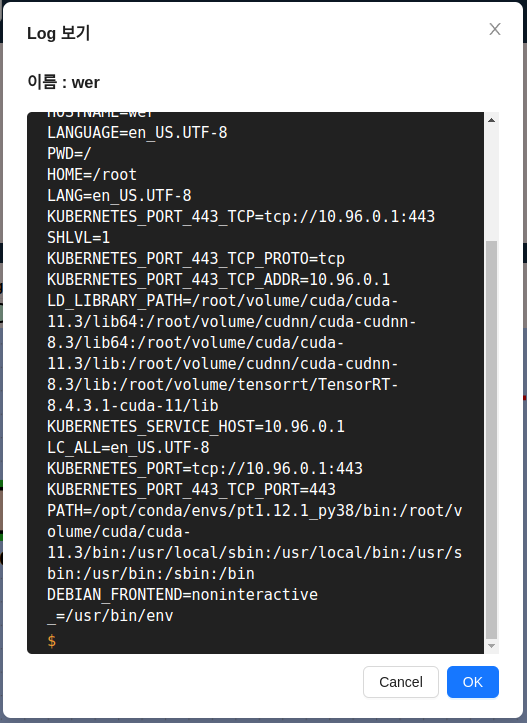 Log 보기
이름 : wer
HOSTNAME=wer
LANGUAGE=en_US.UTF-8
PWD=/
HOME=/root
LANG=en_US.UTF-8
KUBERNETES_PORT_443_TCP=tcp://10.96.0.1:443
SHLVL=1
KUBERNETES_PORT_443_TCP_PROTO=tcp
KUBERNETES_PORT_443_TCP_ADDR=10.96.0.1
LD_LIBRARY_PATH=/root/volume/cuda/cuda-
11.3/lib64:/root/volume/cudnn/cuda-cudnn-
8.3/lib64:/root/volume/cuda/cuda-
11.3/lib:/root/volume/cudnn/cuda-cudnn-
8.3/lib:/root/volume/tensorrt/TensorRT-
8.4.3.1-cuda-11/lib
KUBERNETES_SERVICE_HOST=10.96.0.1
LC_ALL=en_US.UTF-8
KUBERNETES_PORT=tcp://10.96.0.1:443
KUBERNETES_PORT_443_TCP_PORT=443
PATH=/opt/conda/envs/pt1.12.1_py38/bin:/root/v
olume/cuda/cuda-
11.3/bin:/usr/local/sbin:/usr/local/bin:/usr/s
bin:/usr/bin:/sbin:/bin
DEBIAN_FRONTEND=noninteractive
_=/usr/bin/env
$
Cancel OK